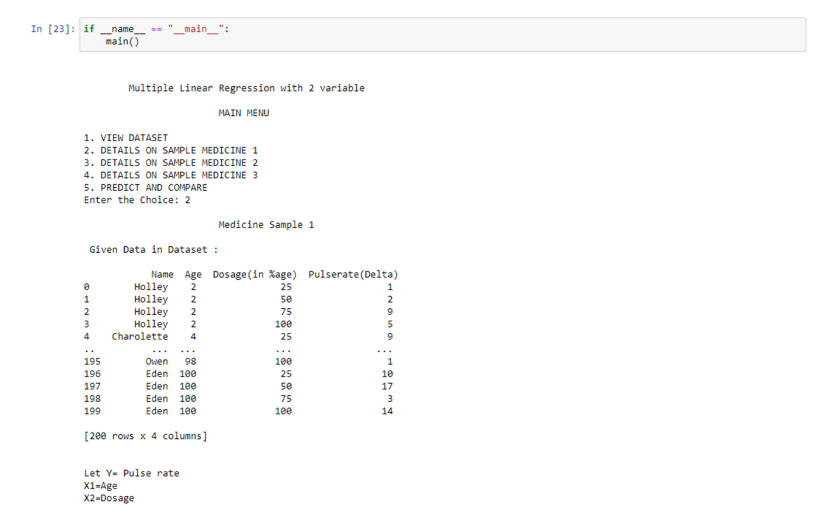 In [23]: if __name__ == "__main__":
    main()
Multiple Linear Regression with 2 variable
MAIN MENU
1. VIEW DATASET
2. DETAILS ON SAMPLE MEDICINE 1
3. DETAILS ON SAMPLE MEDICINE 2
4. DETAILS ON SAMPLE MEDICINE 3
5. PREDICT AND COMPARE
Enter the Choice: 2
Medicine Sample 1
Given Data in Dataset :
Name Age Dosage(in %age) Pulserate(Delta)
0 Holley 2 25 1
1 Holley 2 50 2
2 Holley 2 75 9
3 Holley 2 100 5
4 Charolette 4 25 9
.. ... ... ... ...
195 Owen 98 100 1
196 Eden 100 25 10
197 Eden 100 50 17
198 Eden 100 75 3
199 Eden 100 100 14
[200 rows x 4 columns]
Let Y= Pulse rate
X1=Age
X2=Dosage